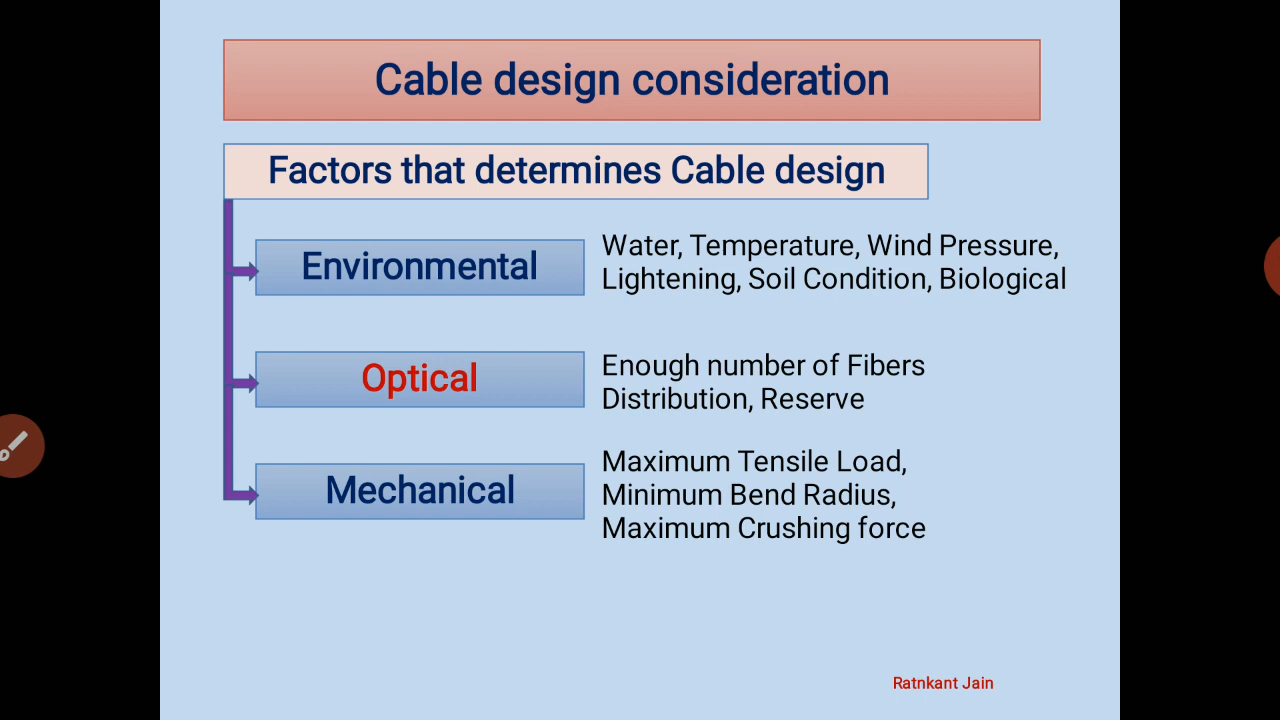 Cable design consideration
Factors that determines Cable design
Environmental
Water, Temperature, Wind Pressure,
Lightening, Soil Condition, Biological
Optical
Enough number of Fibers
Distribution, Reserve
Mechanical
Maximum Tensile Load,
Minimum Bend Radius,
Maximum Crushing force
Ratnkant Jain